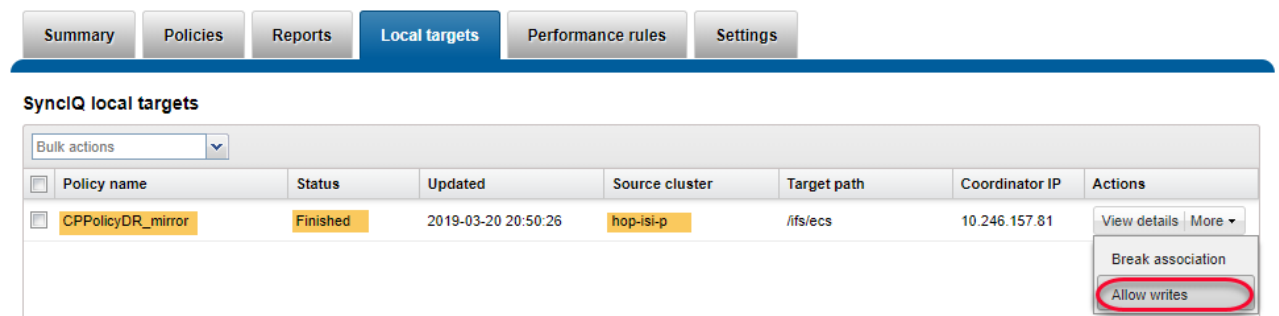 Summary Policies Reports Local targets Performance rules Settings
SyncIQ local targets
Bulk actions
Policy name Status Updated Source cluster Target path Coordinator IP Actions
CPPolicyDR_mirror Finished 2019-03-20 20:50:26 hop-isi-p /ifs/ecs 10.246.157.81 View details More
Break association
Allow writes